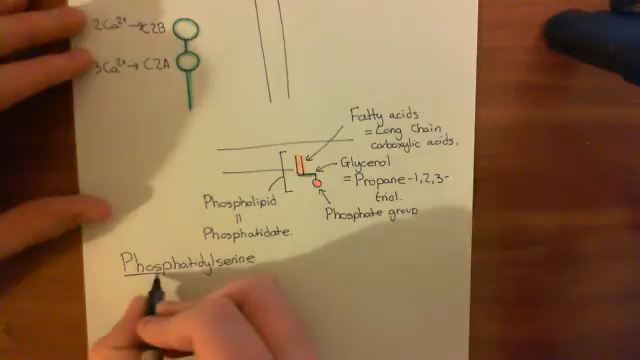 2Ca²⁺→C2B
3Ca²⁺→C2A
Fatty acids
= Long Chain
carboxylic acids.
Glycerol
= Propane-1,2,3-
triol.
Phosphate group
Phospholipid
=
Phosphatidate.
Phosphatidylserine